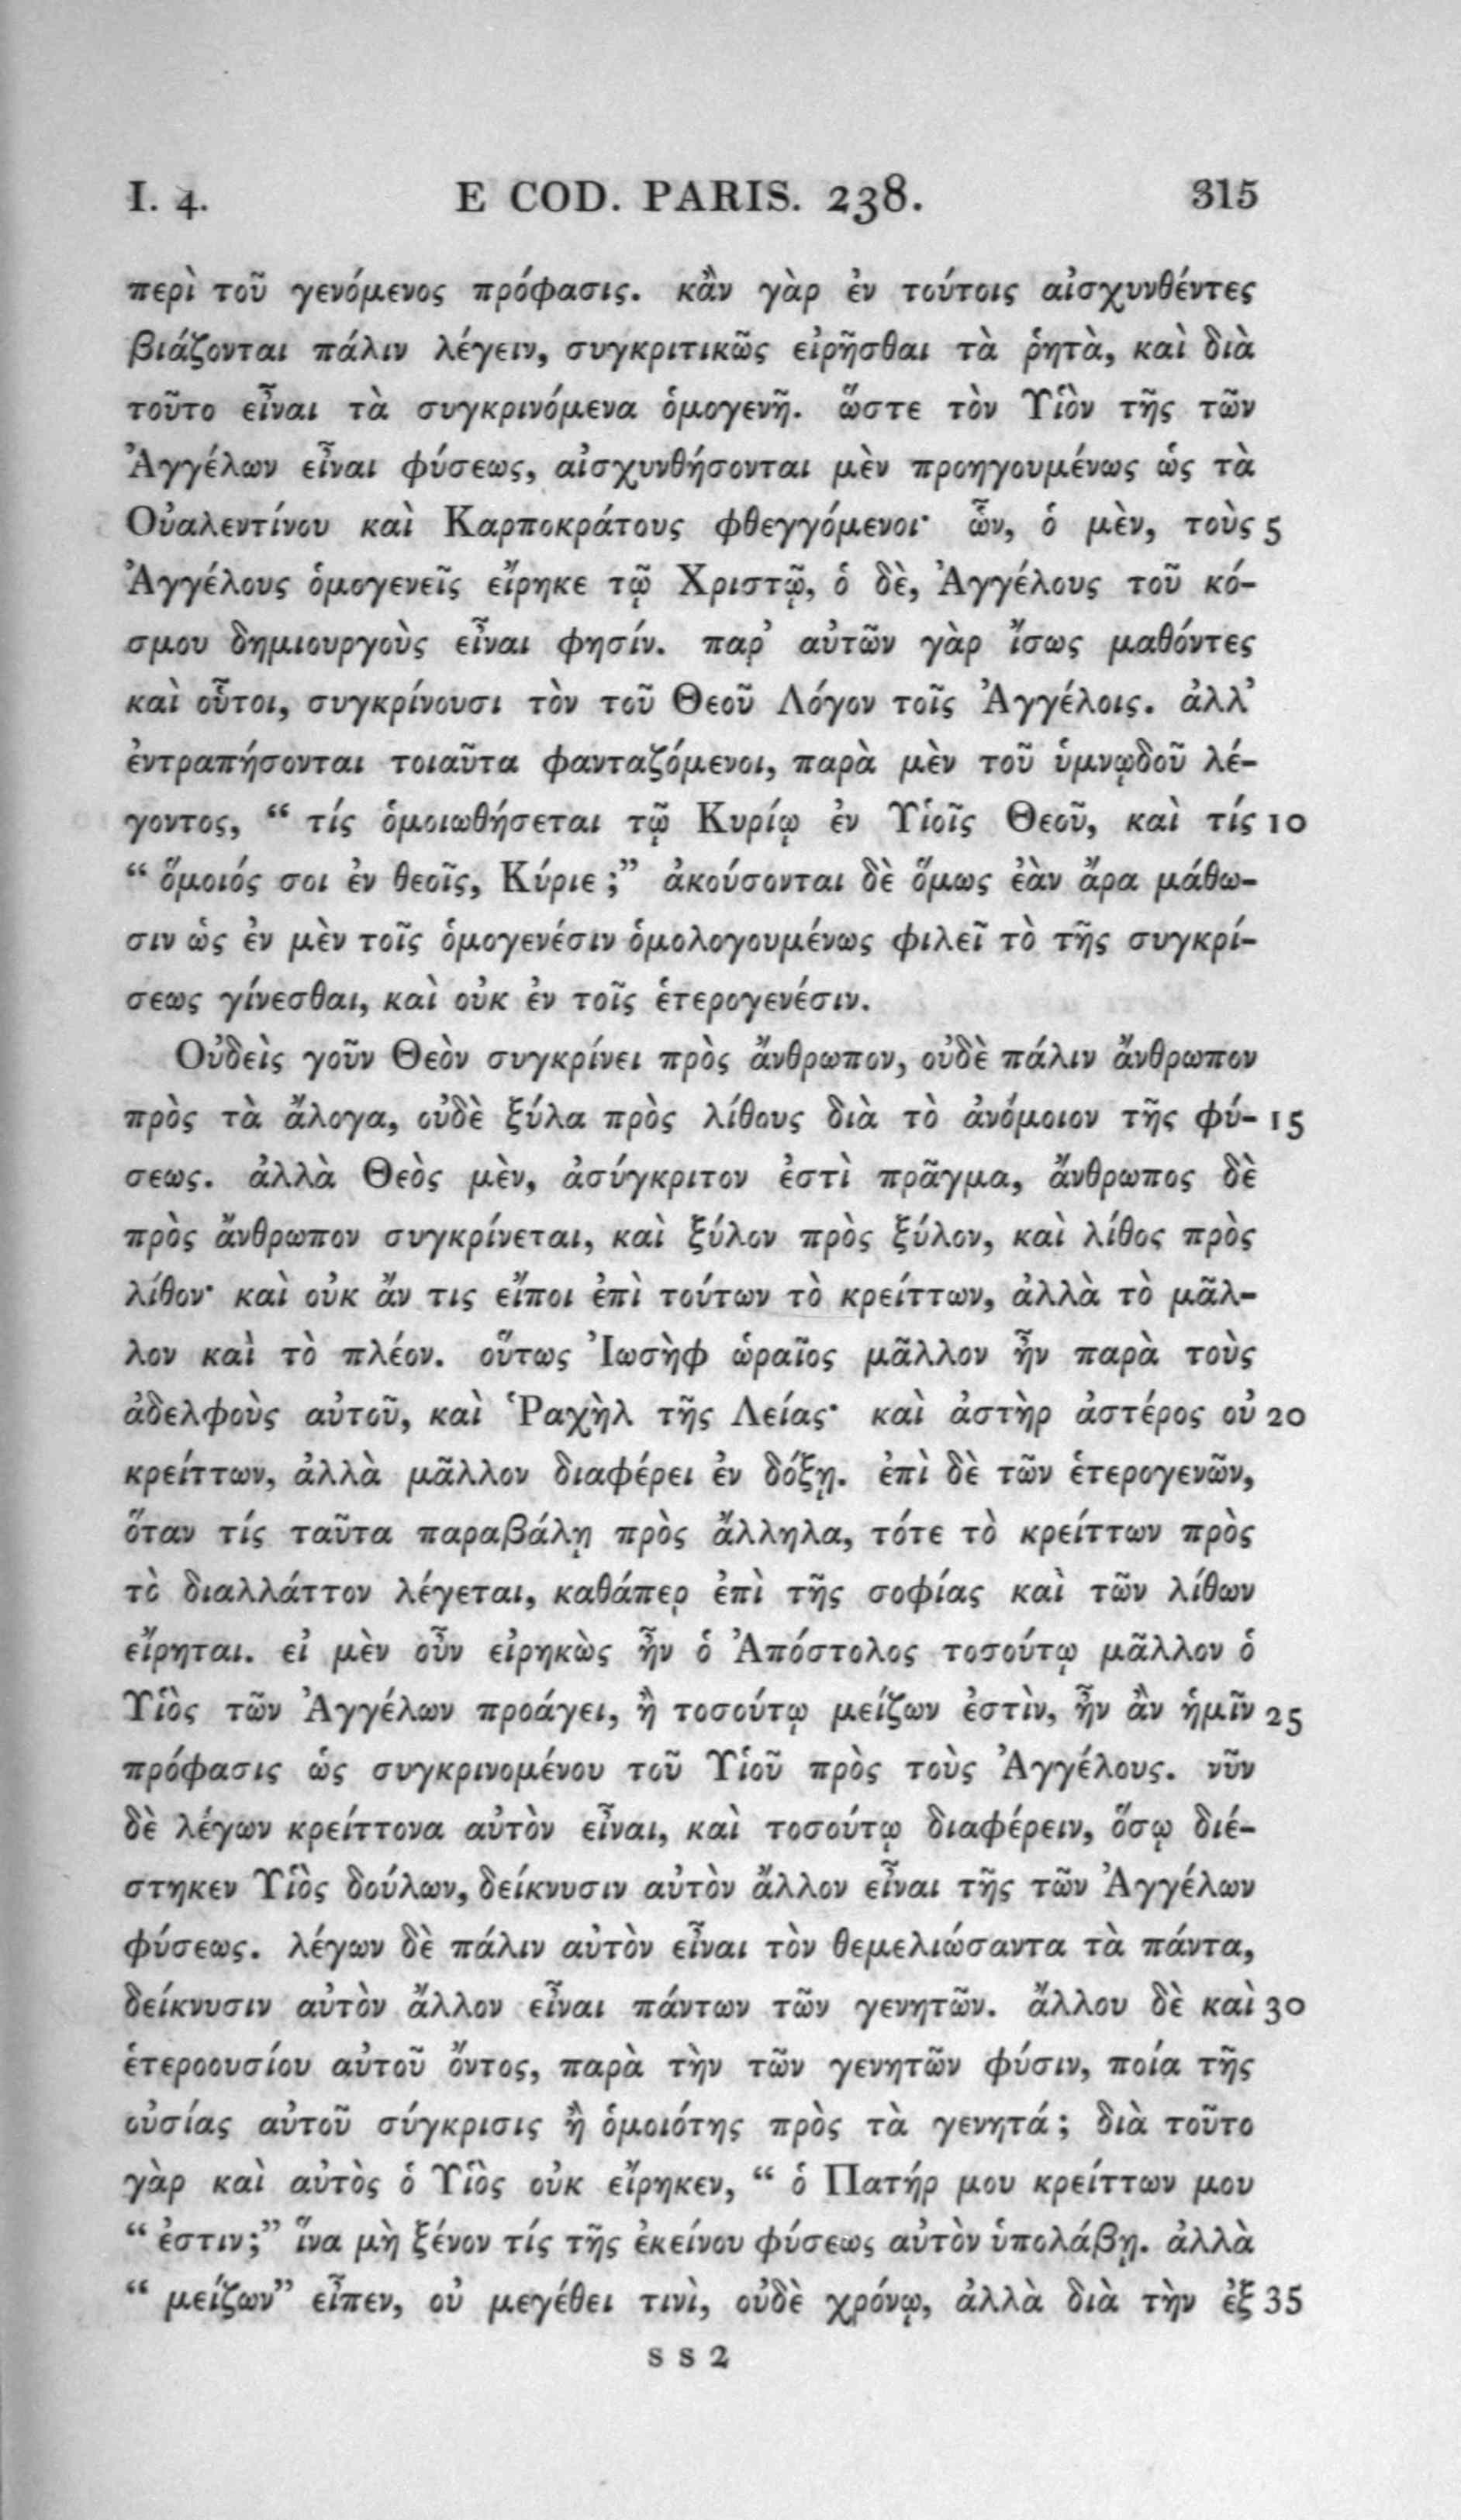 I. 4. E COD. PARIS. 238. 315
περὶ τοῦ γενόμενος πρόφασις. κἂν γὰρ ἐν τούτοις αἰσχυνθέντες
βιάζονται πάλιν λέγειν, συγκριτικῶς εἰρῆσθαι τὰ ῥητὰ, καὶ διὰ
τοῦτο εἶναι τὰ συγκρινόμενα ὁμογενῆ. ὥστε τὸν Υἱὸν τῆς τῶν
Ἀγγέλων εἶναι φύσεως, αἰσχυνθήσονται μὲν προηγουμένως ὡς τὰ
Οὐαλεντίνου καὶ Καρποκράτους φθεγγόμενοι· ὧν, ὁ μὲν, τοὺς 5
Ἀγγέλους ὁμογενεῖς εἴρηκε τῷ Χριστῷ, ὁ δὲ, Ἀγγέλους τοῦ κό-
σμου δημιουργοὺς εἶναι φησίν. παρ’ αὐτῶν γὰρ ἴσως μαθόντες
καὶ οὗτοι, συγκρίνουσι τὸν τοῦ Θεοῦ Λόγον τοῖς Ἀγγέλοις. ἀλλ’
ἐντραπήσονται τοιαῦτα φανταζόμενοι, παρὰ μὲν τοῦ ὑμνῳδοῦ λέ-
γοντος, “ τίς ὁμοιωθήσεται τῷ Κυρίῳ ἐν Υἱοῖς Θεοῦ, καὶ τίς 10
“ ὅμοιός σοι ἐν θεοῖς, Κύριε ;” ἀκούσονται δὲ ὅμως ἐὰν ἄρα μάθω-
σιν ὡς ἐν μὲν τοῖς ὁμογενέσιν ὁμολογουμένως φιλεῖ τὸ τῆς συγκρί-
σεως γίνεσθαι, καὶ οὐκ ἐν τοῖς ἑτερογενέσιν.
Οὐδεὶς γοῦν Θεὸν συγκρίνει πρὸς ἄνθρωπον, οὐδὲ πάλιν ἄνθρωπον
πρὸς τὰ ἄλογα, οὐδὲ ξύλα πρὸς λίθους διὰ τὸ ἀνόμοιον τῆς φύ- 15
σεως. ἀλλὰ Θεὸς μὲν, ἀσύγκριτον ἐστὶ πρᾶγμα, ἄνθρωπος δὲ
πρὸς ἄνθρωπον συγκρίνεται, καὶ ξύλον πρὸς ξύλον, καὶ λίθος πρὸς
λίθον· καὶ οὐκ ἄν τις εἴποι ἐπὶ τούτων τὸ κρείττων, ἀλλὰ τὸ μᾶλ-
λον καὶ τὸ πλέον. οὕτως Ἰωσὴφ ὡραῖος μᾶλλον ἦν παρὰ τοὺς
ἀδελφοὺς αὐτοῦ, καὶ Ῥαχὴλ τῆς Λείας· καὶ ἀστὴρ ἀστέρος οὐ 20
κρείττων, ἀλλὰ μᾶλλον διαφέρει ἐν δόξῃ. ἐπὶ δὲ τῶν ἑτερογενῶν,
ὅταν τίς ταῦτα παραβάλῃ πρὸς ἄλληλα, τότε τὸ κρείττων πρὸς
τὸ διαλλάττον λέγεται, καθάπερ ἐπὶ τῆς σοφίας καὶ τῶν λίθων
εἴρηται. εἰ μὲν οὖν εἰρηκὼς ἦν ὁ Ἀπόστολος τοσούτῳ μᾶλλον ὁ
Υἱὸς τῶν Ἀγγέλων προάγει, ἢ τοσούτῳ μείζων ἐστὶν, ἦν ἂν ἡμῖν 25
πρόφασις ὡς συγκρινομένου τοῦ Υἱοῦ πρὸς τοὺς Ἀγγέλους. νῦν
δὲ λέγων κρείττονα αὐτὸν εἶναι, καὶ τοσούτῳ διαφέρειν, ὅσῳ διέ-
στηκεν Υἱὸς δούλων, δείκνυσιν αὐτὸν ἄλλον εἶναι τῆς τῶν Ἀγγέλων
φύσεως. λέγων δὲ πάλιν αὐτὸν εἶναι τὸν θεμελιώσαντα τὰ πάντα,
δείκνυσιν αὐτὸν ἄλλον εἶναι πάντων τῶν γενητῶν. ἄλλου δὲ καὶ 30
ἑτεροουσίου αὐτοῦ ὄντος, παρὰ τὴν τῶν γενητῶν φύσιν, ποία τῆς
οὐσίας αὐτοῦ σύγκρισις ἢ ὁμοιότης πρὸς τὰ γενητά ; διὰ τοῦτο
γὰρ καὶ αὐτὸς ὁ Υἱὸς οὐκ εἴρηκεν, “ ὁ Πατήρ μου κρείττων μου
“ ἐστιν;” ἵνα μὴ ξένον τίς τῆς ἐκείνου φύσεως αὐτὸν ὑπολάβῃ. ἀλλὰ
“ μείζων” εἶπεν, οὐ μεγέθει τινὶ, οὐδὲ χρόνῳ, ἀλλὰ διὰ τὴν ἐξ 35
s s 2